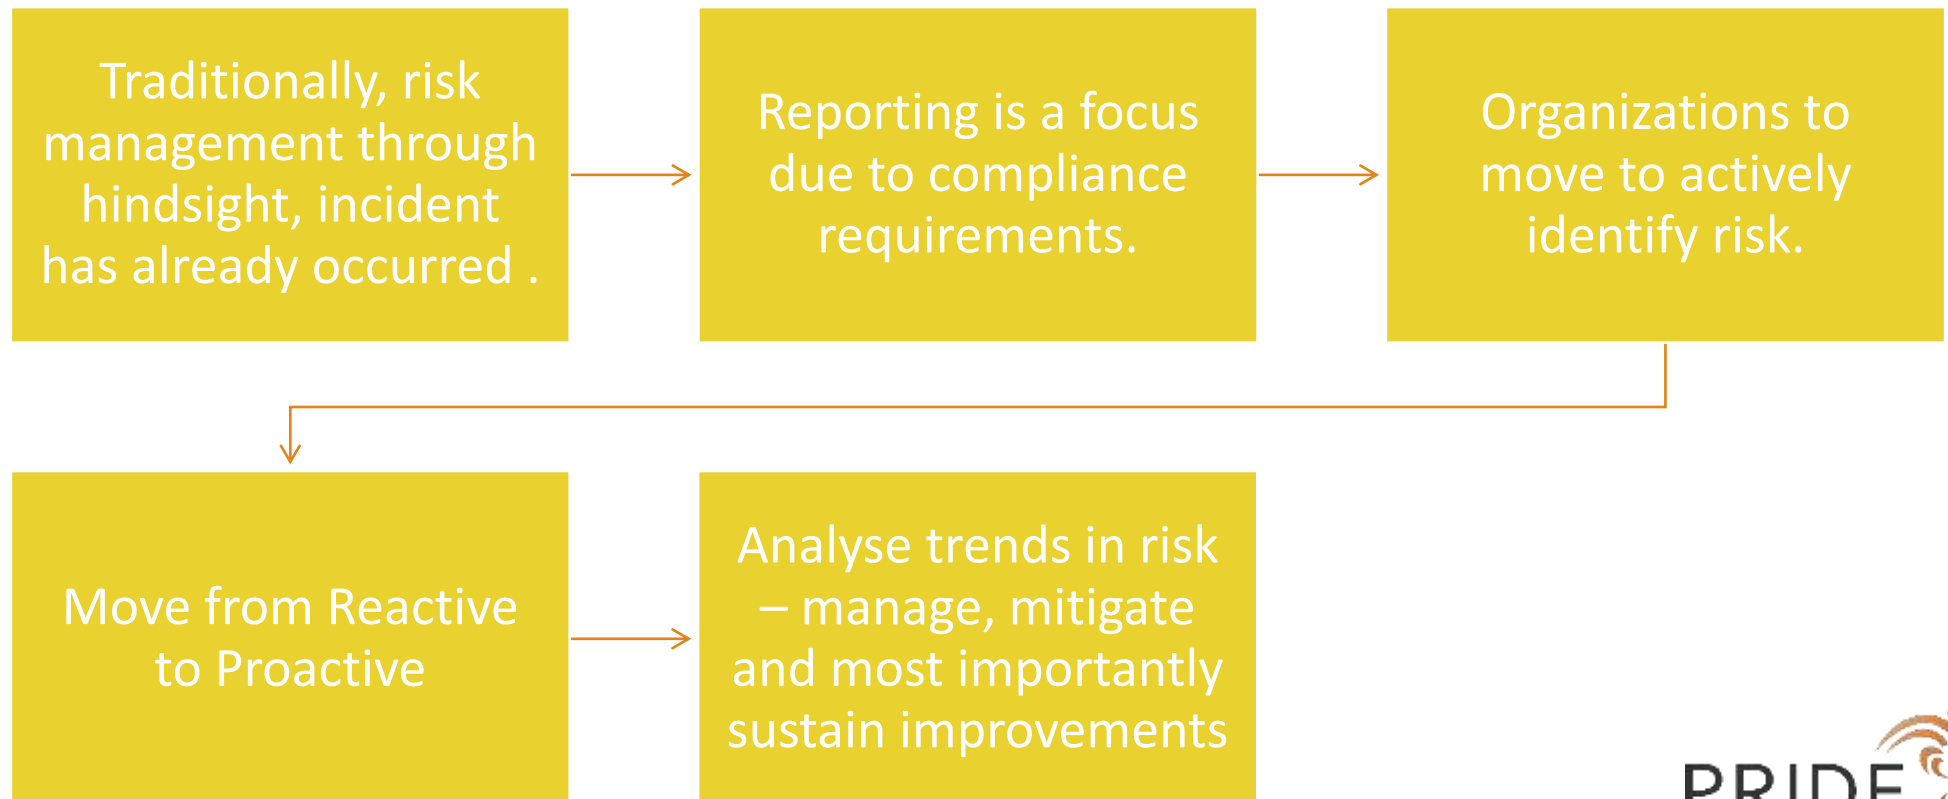 Traditionally, risk
management through
hindsight, incident
has already occurred .
Reporting is a focus
due to compliance
requirements.
Organizations to
move to actively
identify risk.
Move from Reactive
to Proactive
Analyse trends in risk
– manage, mitigate
and most importantly
sustain improvements
PRIDE